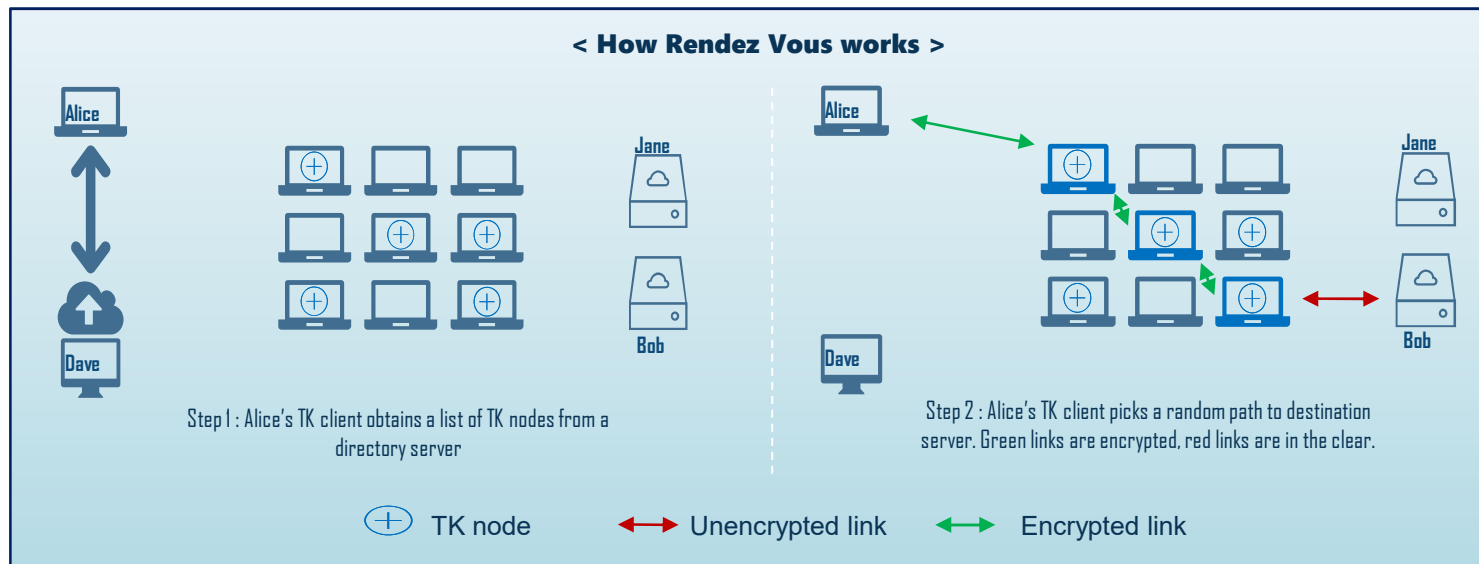 < How Rendez Vous works >
Alice
Jane
Bob
Dave
Step 1 : Alice's TK client obtains a list of TK nodes from a
directory server
Alice
Jane
Bob
Dave
Step 2 : Alice's TK client picks a random path to destination
server. Green links are encrypted, red links are in the clear.
TK node
Unencrypted link
Encrypted link